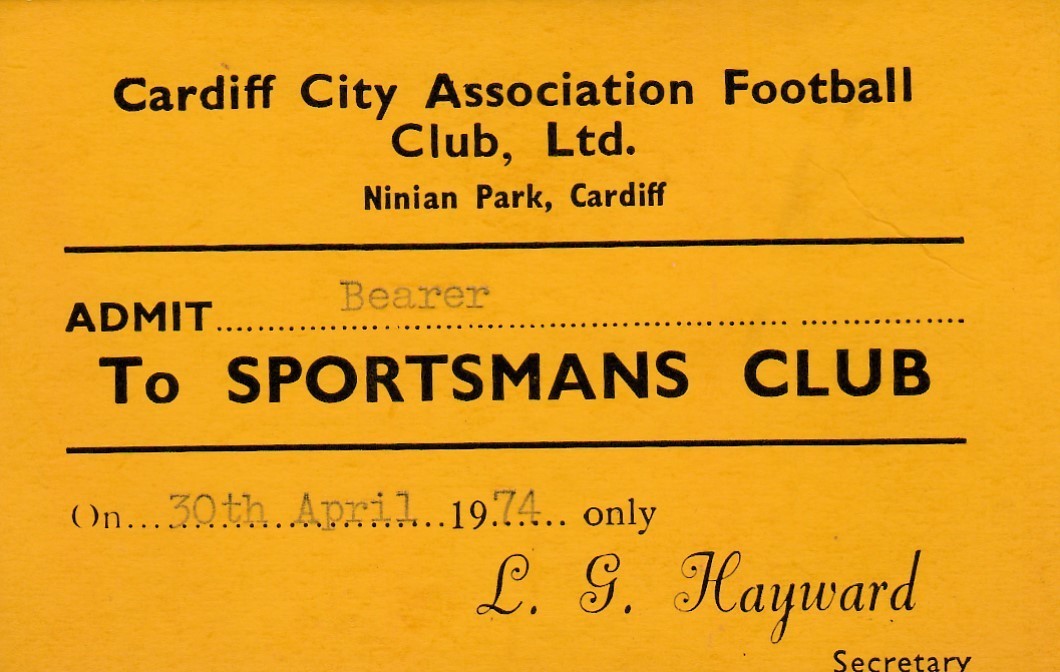 Cardiff City Association Football
Club, Ltd.
Ninian Park, Cardiff
ADMIT Bearer
To SPORTSMANS CLUB
On... 30th April ...1974... only
L. G. Hayward
Secretary